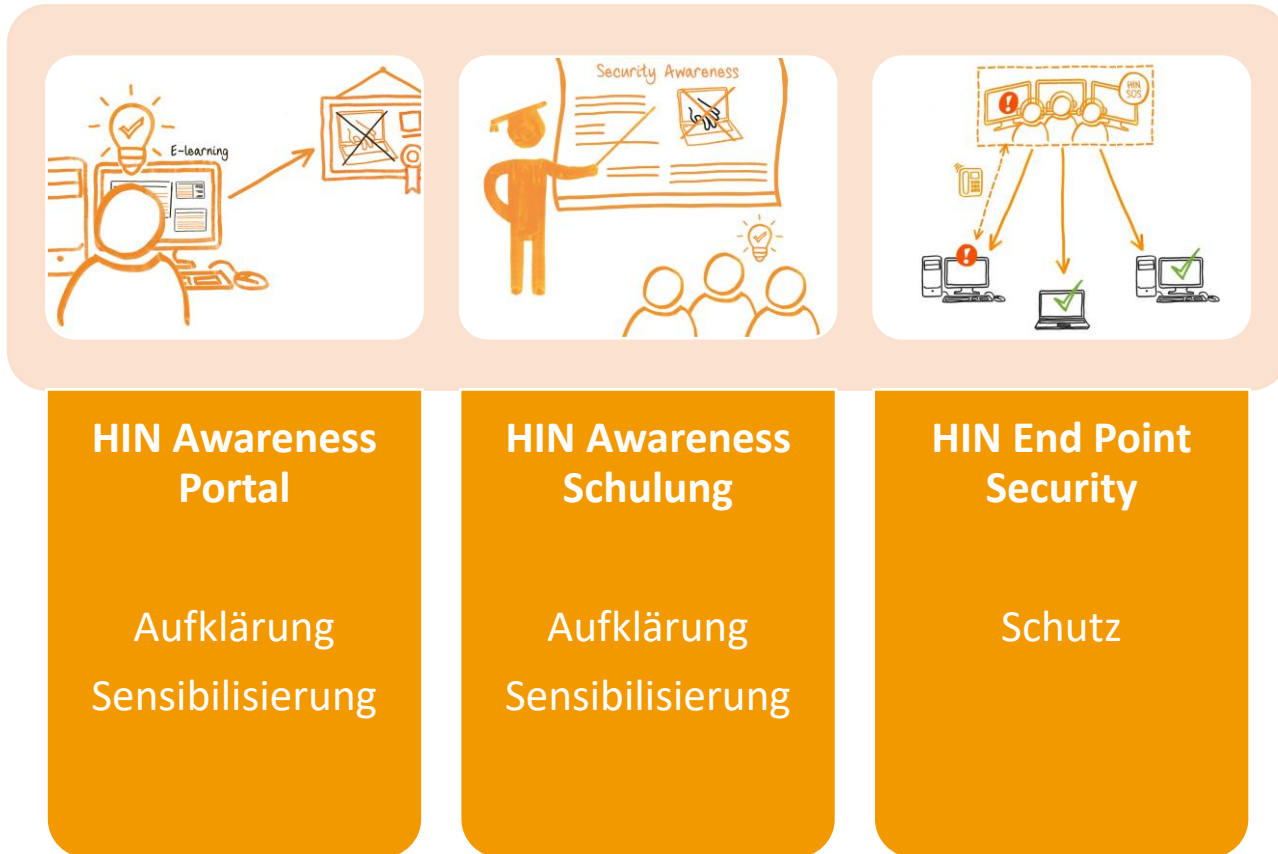 E-learning
Security Awareness
HIN
SOS
HIN Awareness
Portal
Aufklärung
Sensibilisierung
HIN Awareness
Schulung
Aufklärung
Sensibilisierung
HIN End Point
Security
Schutz